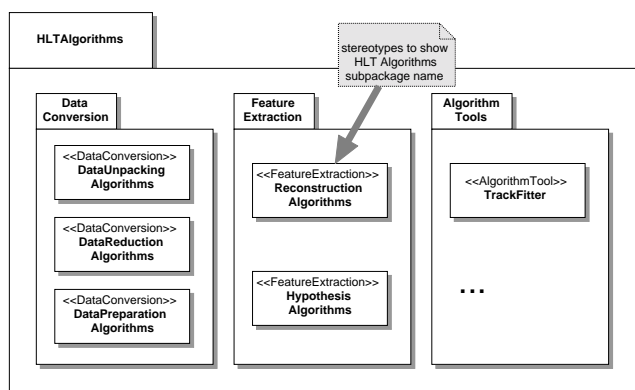 HLTAlgorithms
stereotypes to show
HLT Algorithms
subpackage name
Data
Conversion
<<DataConversion>>
DataUnpacking
Algorithms
<<DataConversion>>
DataReduction
Algorithms
<<DataConversion>>
DataPreparation
Algorithms
Feature
Extraction
<<FeatureExtraction>>
Reconstruction
Algorithms
<<FeatureExtraction>>
Hypothesis
Algorithms
Algorithm
Tools
<<AlgorithmTool>>
TrackFitter
...